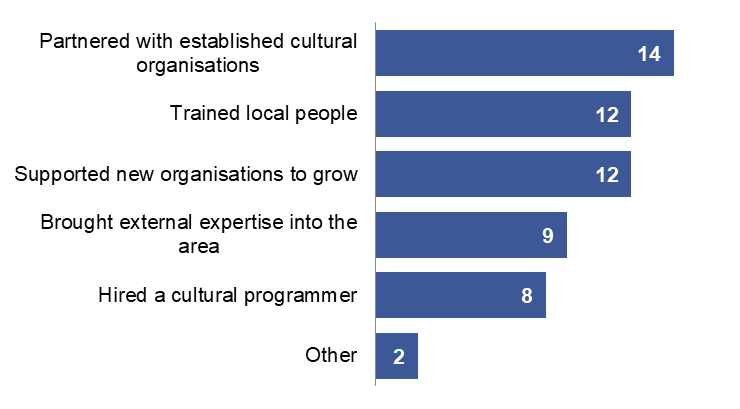 Partnered with established cultural
organisations
14
Trained local people
12
Supported new organisations to grow
12
Brought external expertise into the
area
9
Hired a cultural programmer
8
Other
2